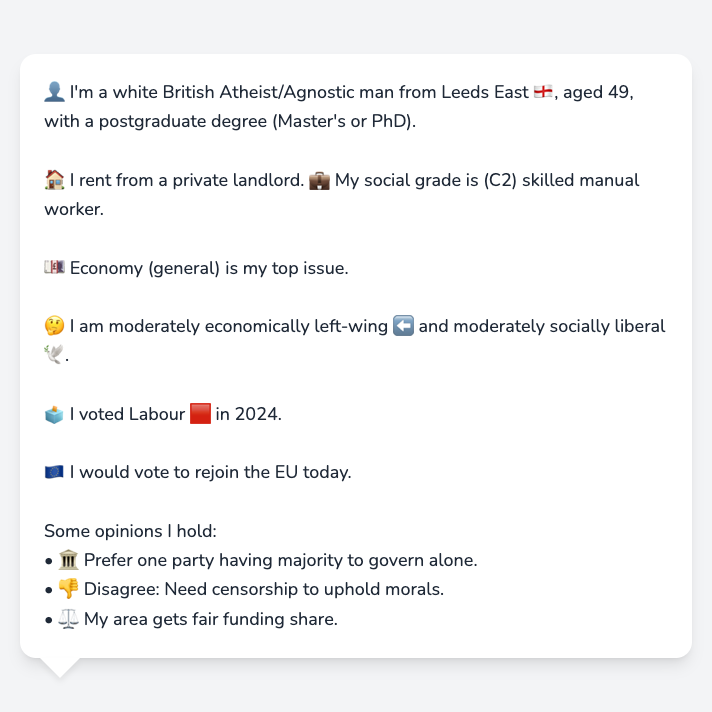 👤 I'm a white British Atheist/Agnostic man from Leeds East 🏴󠁧󠁢󠁥󠁮󠁧󠁿, aged 49,
with a postgraduate degree (Master's or PhD).
🏠 I rent from a private landlord. 💼 My social grade is (C2) skilled manual
worker.
💷 Economy (general) is my top issue.
🤔 I am moderately economically left-wing ⬅️ and moderately socially liberal
🕊️.
🗳️ I voted Labour 🟥 in 2024.
🇪🇺 I would vote to rejoin the EU today.
Some opinions I hold:
• 🏛️ Prefer one party having majority to govern alone.
• 👎 Disagree: Need censorship to uphold morals.
• ⚖️ My area gets fair funding share.